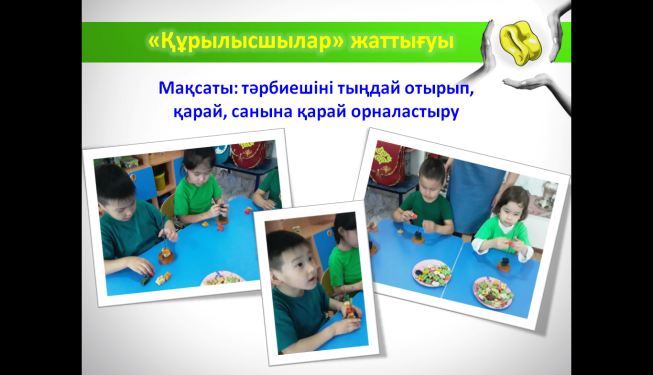 «Құрылысшылар» жаттығуы
Мақсаты: тәрбиешіні тыңдай отырып,
қарай, санына қарай орналастыру